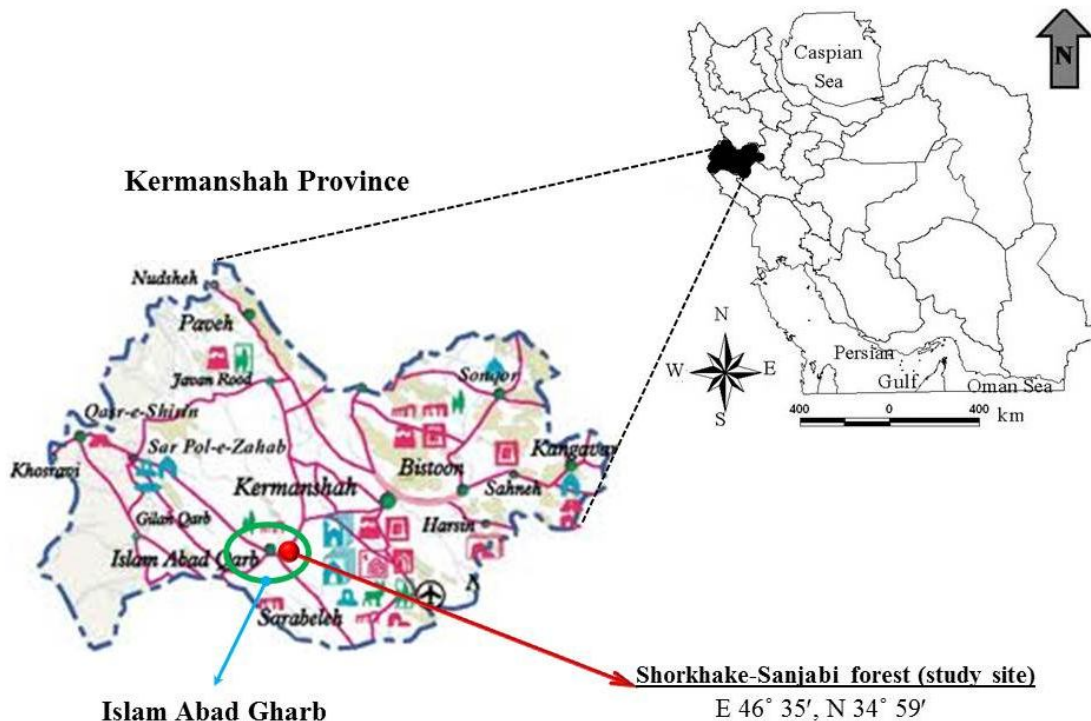 Caspian
Sea
N
Kermanshah Province
Nudsheh
Paveh
Javan Rood
Songor
Qasr-e-Shirin
Sar Pol-e-Zahab
Khosravi
Kangavar
Bistoon
Sahneh
Kermanshah
Gilan Qarb
Harsin
Islam Abad Qarb
Sarabeleh
N
W
E
S
Persian
Gulf
Oman Sea
400
0
400
km
Shorkhake-Sanjabi forest (study site)
E 46° 35′, N 34° 59′
Islam Abad Gharb